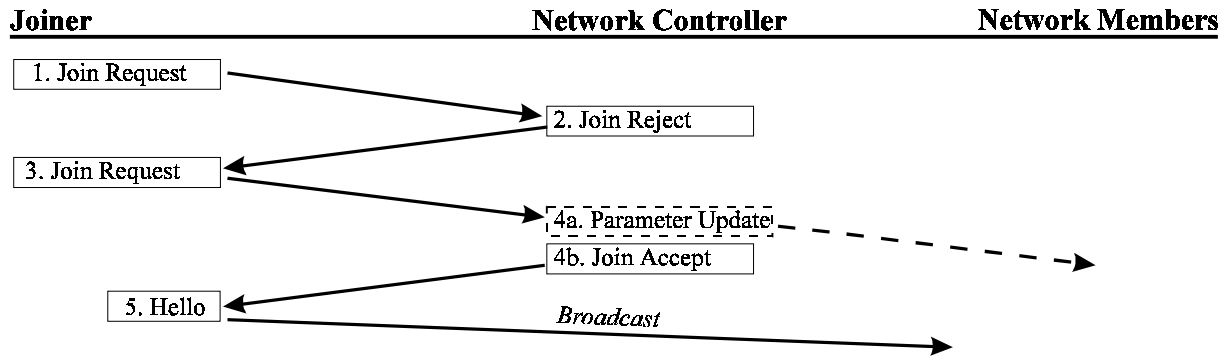 Joiner Network Controller Network Members
1. Join Request
2. Join Reject
3. Join Request
4a. Parameter Update
4b. Join Accept
5. Hello
Broadcast